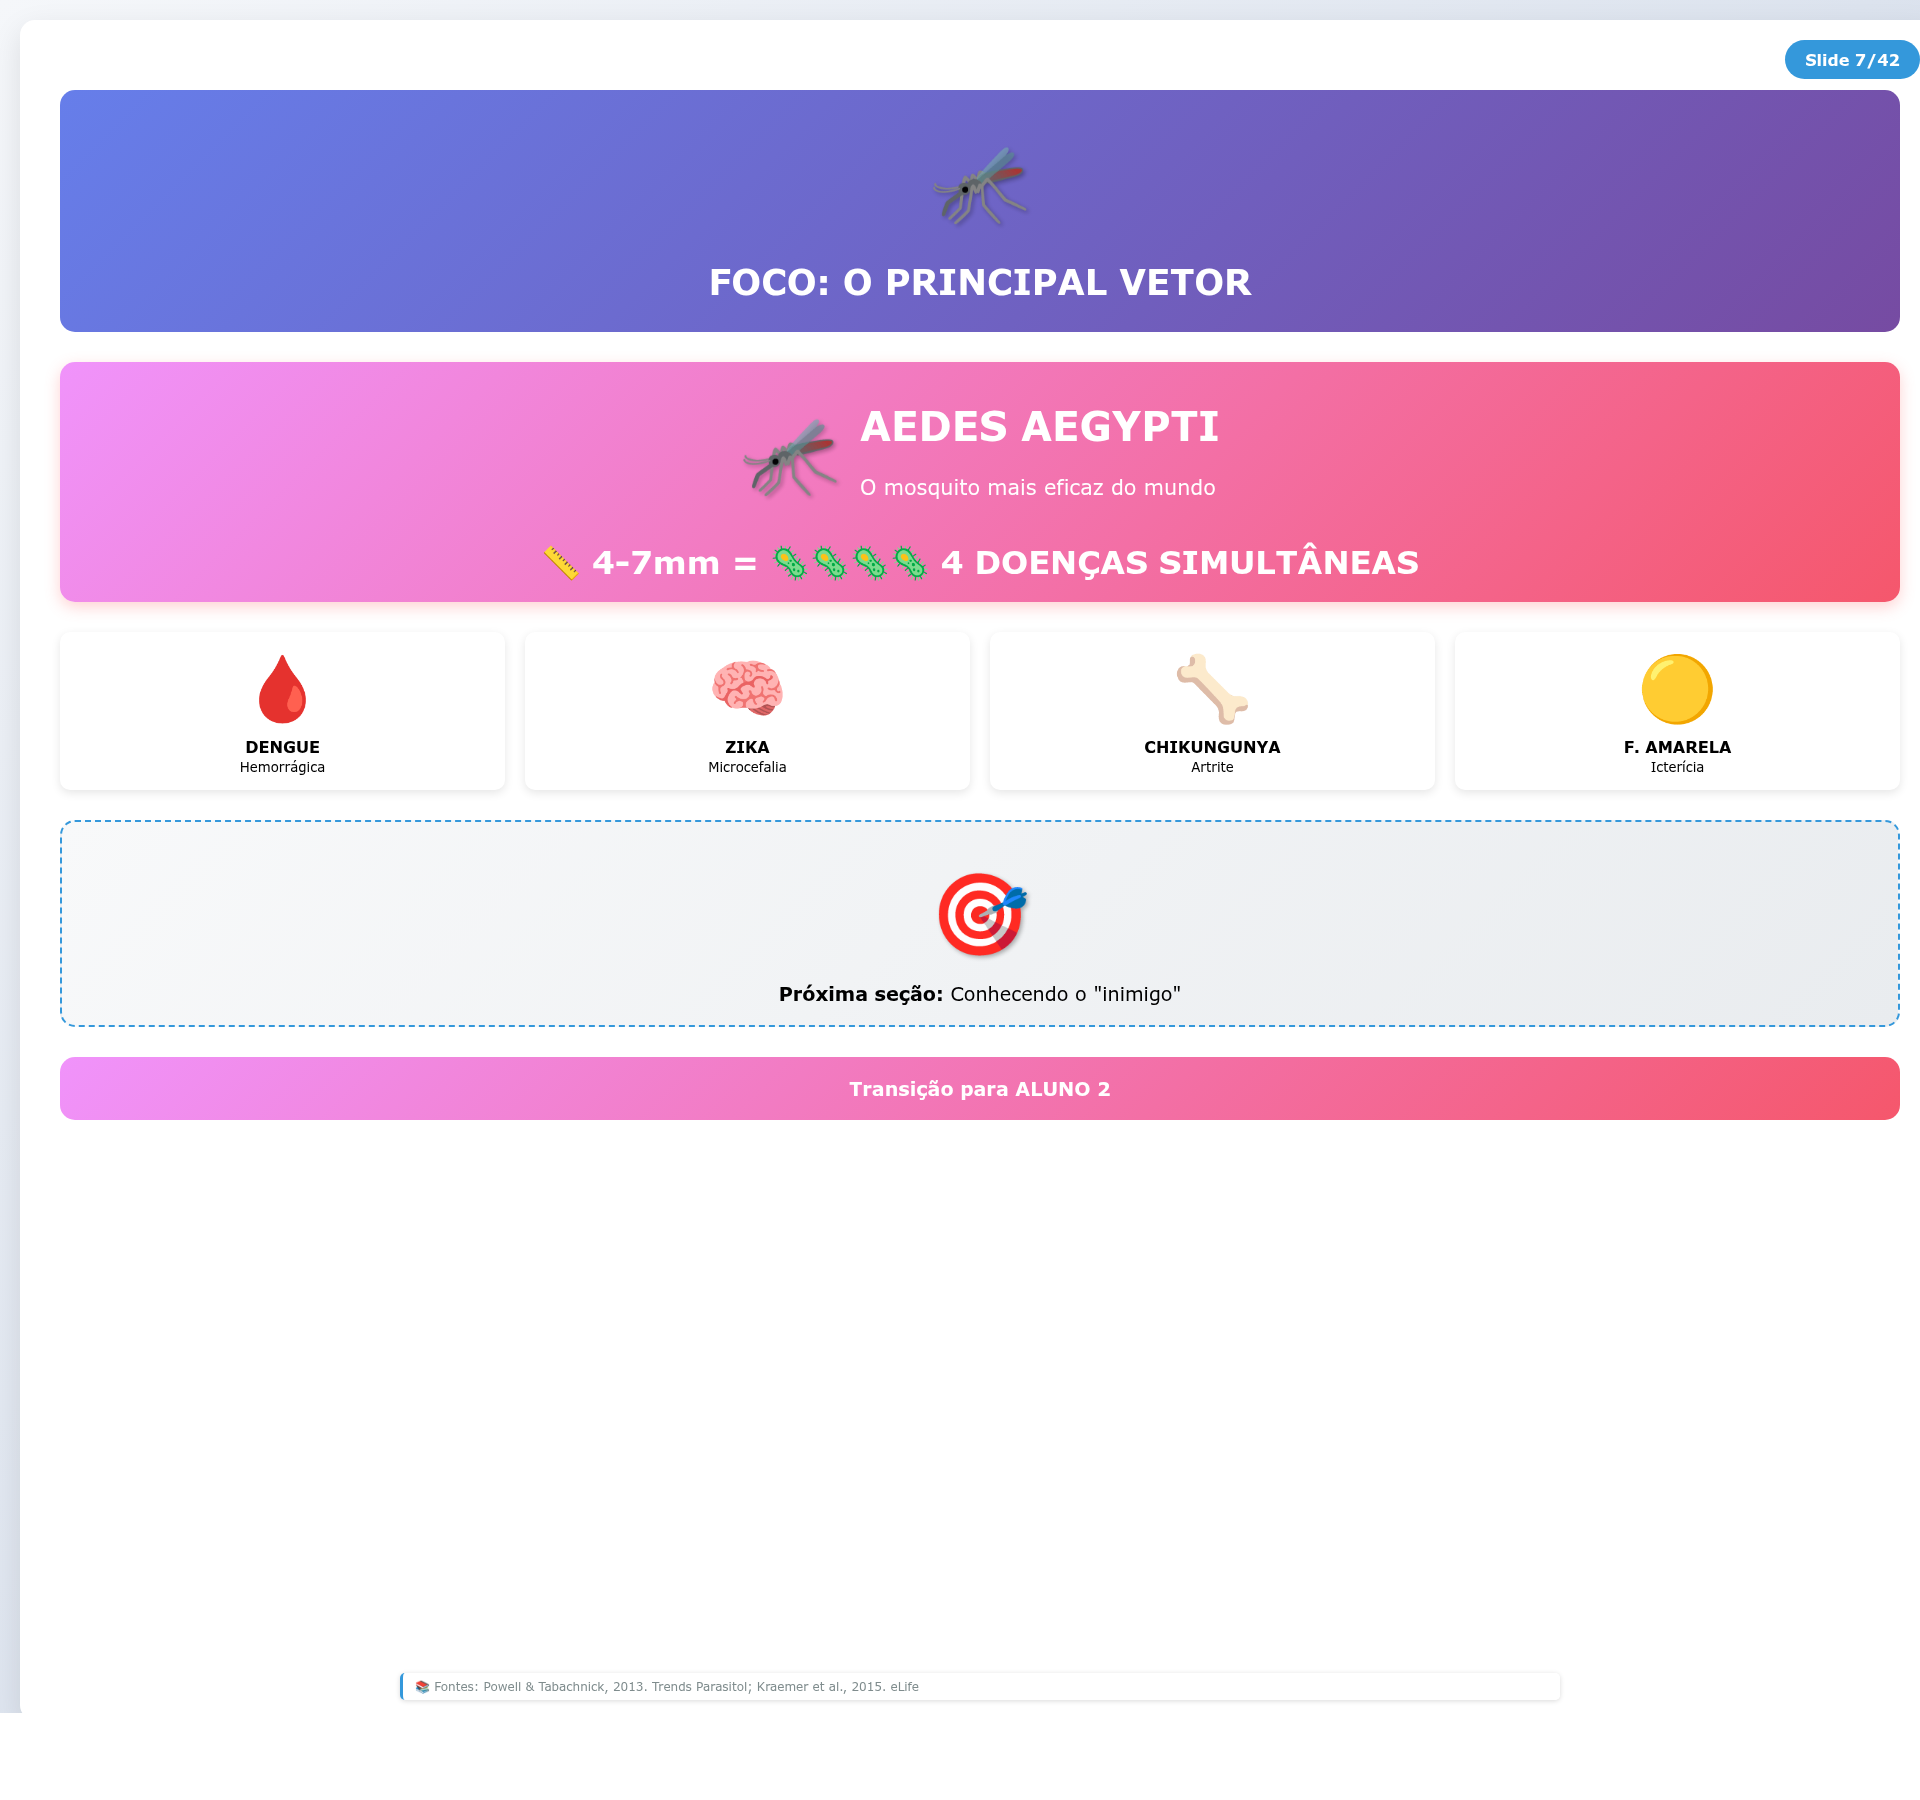 Slide 7/42
FOCO: O PRINCIPAL VETOR
AEDES AEGYPTI
O mosquito mais eficaz do mundo
📏 4-7mm = 🦠🦠🦠🦠 4 DOENÇAS SIMULTÂNEAS
DENGUE
Hemorrágica
ZIKA
Microcefalia
CHIKUNGUNYA
Artrite
F. AMARELA
Icterícia
Próxima seção: Conhecendo o "inimigo"
Transição para ALUNO 2
📚 Fontes: Powell & Tabachnick, 2013. Trends Parasitol; Kraemer et al., 2015. eLife